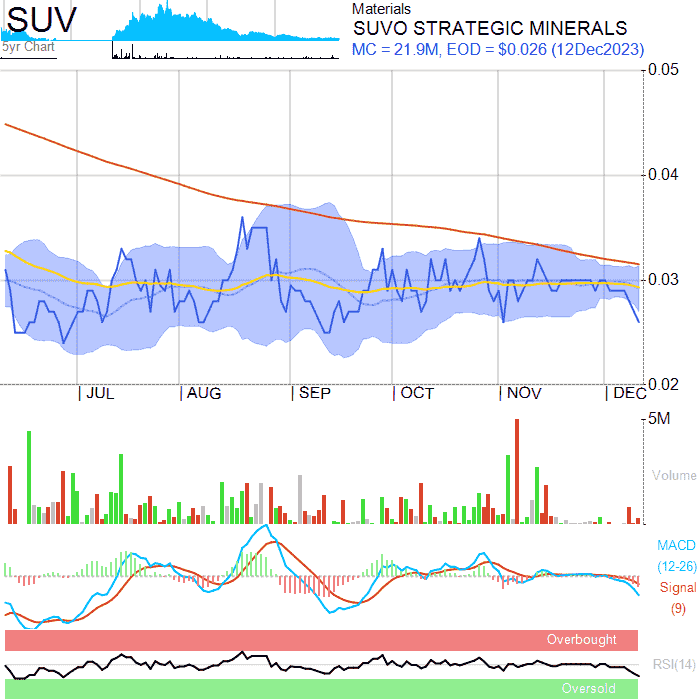 SUV
5yr Chart
Materials
SUVO STRATEGIC MINERALS
MC = 21.9M, EOD = $0.026 (12Dec2023)
0.05
0.04
0.03
0.02
JUL AUG SEP OCT NOV DEC
5M
Volume
MACD
(12-26)
Signal
(9)
Overbought
RSI(14)
Oversold